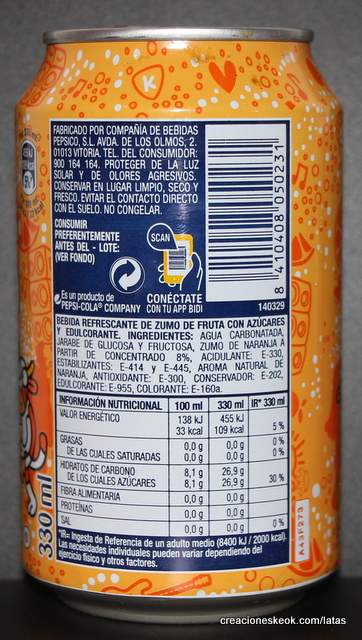 FABRICADO POR COMPAÑÍA DE BEBIDAS
PEPSICO, S.L. AVDA. DE LOS OLMOS, 2.
01013 VITORIA. TEL. DEL CONSUMIDOR:
900 164 164. PROTEGER DE LA LUZ
SOLAR Y DE OLORES AGRESIVOS.
CONSERVAR EN LUGAR LIMPIO, SECO Y
FRESCO. EVITAR EL CONTACTO DIRECTO
CON EL SUELO. NO CONGELAR.
CONSUMIR
PREFERENTEMENTE
ANTES DEL - LOTE:
(VER FONDO)
SCAN
Es un producto de
PEPSI-COLA® COMPANY
CONÉCTATE
CON TU APP BIDI
8 410408 050231
140329
K
BEBIDA REFRESCANTE DE ZUMO DE FRUTA CON AZÚCARES
Y EDULCORANTE. INGREDIENTES: AGUA CARBONATADA,
JARABE DE GLUCOSA Y FRUCTOSA, ZUMO DE NARANJA A
PARTIR DE CONCENTRADO 8%, ACIDULANTE: E-330,
ESTABILIZANTES: E-414 y E-445, AROMA NATURAL DE
NARANJA, ANTIOXIDANTE: E-300, CONSERVADOR: E-202,
EDULCORANTE: E-955, COLORANTE: E-160a.
INFORMACIÓN NUTRICIONAL 100 ml 330 ml IR* 330 ml
VALOR ENERGÉTICO 138 kJ 455 kJ
33 kcal 109 kcal 5 %
GRASAS 0,0 g 0,0 g 0 %
DE LAS CUALES SATURADAS 0,0 g 0,0 g 0 %
HIDRATOS DE CARBONO 8,1 g 26,9 g
DE LOS CUALES AZÚCARES 8,1 g 26,9 g 30 %
FIBRA ALIMENTARIA 0,0 g 0,0 g
PROTEÍNAS 0,0 g 0,0 g
SAL 0,0 g 0,0 g 0 %
*IR= Ingesta de Referencia de un adulto medio (8400 kJ / 2000 kcal).
Las necesidades individuales pueden variar dependiendo del
ejercicio físico y otros factores.
330 ml
A43F273
creacioneskeok.com/latas